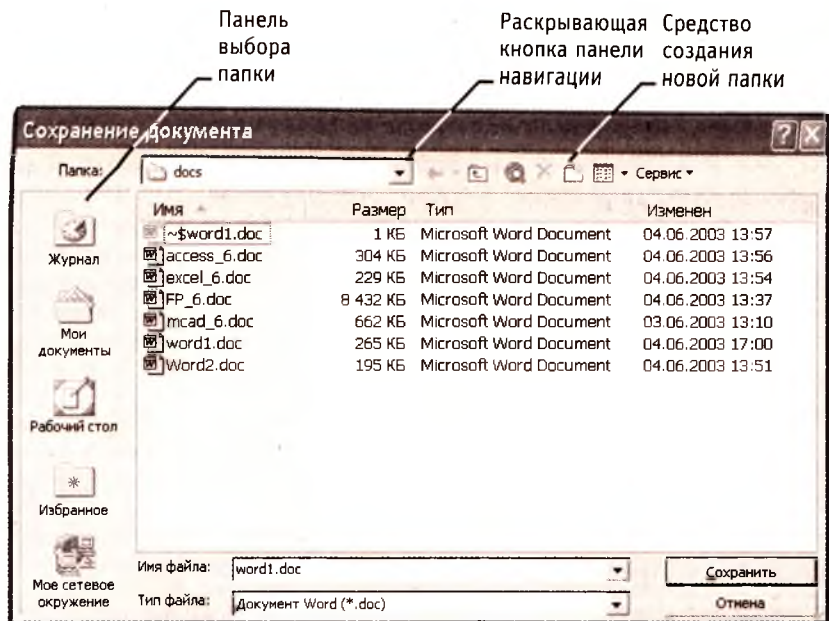 Панель
выбора
папки
Раскрывающая
кнопка панели
навигации
Средство
создания
новой папки
Сохранение документа
Папка:
docs
Сервис
Имя Размер Тип Изменен
~$word1.doc 1 КБ Microsoft Word Document 04.06.2003 13:57
access_6.doc 304 КБ Microsoft Word Document 04.06.2003 13:56
excel_6.doc 229 КБ Microsoft Word Document 04.06.2003 13:54
FP_6.doc 8 432 КБ Microsoft Word Document 04.06.2003 13:37
mcad_6.doc 662 КБ Microsoft Word Document 03.06.2003 13:10
word1.doc 265 КБ Microsoft Word Document 04.06.2003 17:00
Word2.doc 195 КБ Microsoft Word Document 04.06.2003 13:51
Журнал
Мои
документы
Рабочий стол
Избранное
Мое сетевое
окружение
Имя файла: word1.doc Сохранить
Тип файла: Документ Word (*.doc) Отмена